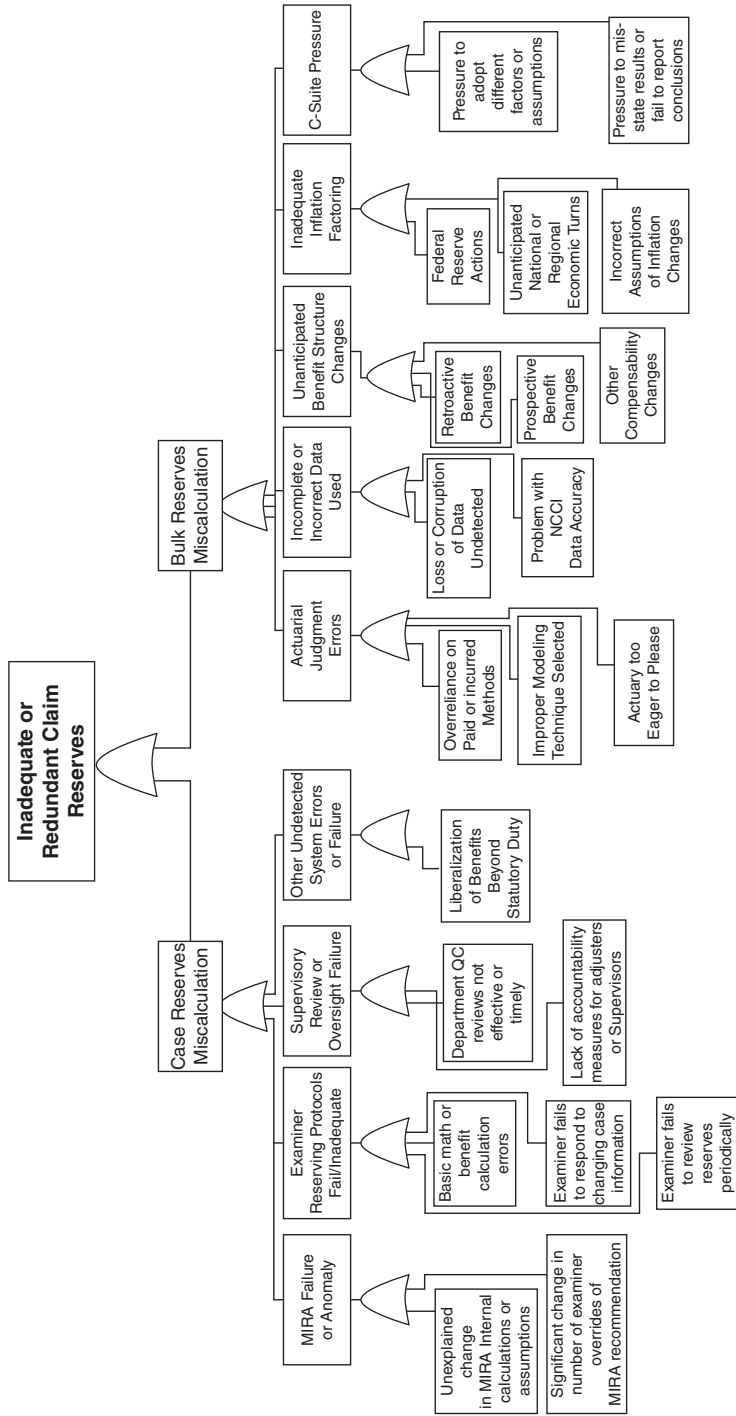 Inadequate or
Redundant Claim
Reserves
Case Reserves
Miscalculation
Bulk Reserves
Miscalculation
MIRA Failure
or Anomaly
Examiner
Reserving Protocols
Fail/Inadequate
Supervisory
Review or
Oversight Failure
Other Undetected
System Errors
or Failure
Actuarial
Judgment
Errors
Incomplete or
Incorrect Data
Used
Unanticipated
Benefit Structure
Changes
Inadequate
Inflation
Factoring
C-Suite Pressure
Unexplained
change
in MIRA Internal
calculations or
assumptions
Significant change in
number of examiner
overrides of
MIRA recommendation
Basic math or
benefit
calculation
errors
Examiner fails
to respond to
changing case
information
Examiner fails
to review
reserves
periodically
Department QC
reviews not
effective or
timely
Lack of accountability
measures for adjusters
or Supervisors
Liberalization
of Benefits
Beyond
Statutory Duty
Overreliance on
Paid or incurred
Methods
Improper Modeling
Technique Selected
Actuary too
Eager to Please
Loss or Corruption
of Data
Undetected
Problem with
NCCI
Data Accuracy
Retroactive
Benefit
Changes
Prospective
Benefit
Changes
Other
Compensability
Changes
Federal
Reserve
Actions
Unanticipated
National or
Regional
Economic Turns
Incorrect
Assumptions
of Inflation
Changes
Pressure to
adopt
different
factors or
assumptions
Pressure to mis-
state results or
fail to report
conclusions